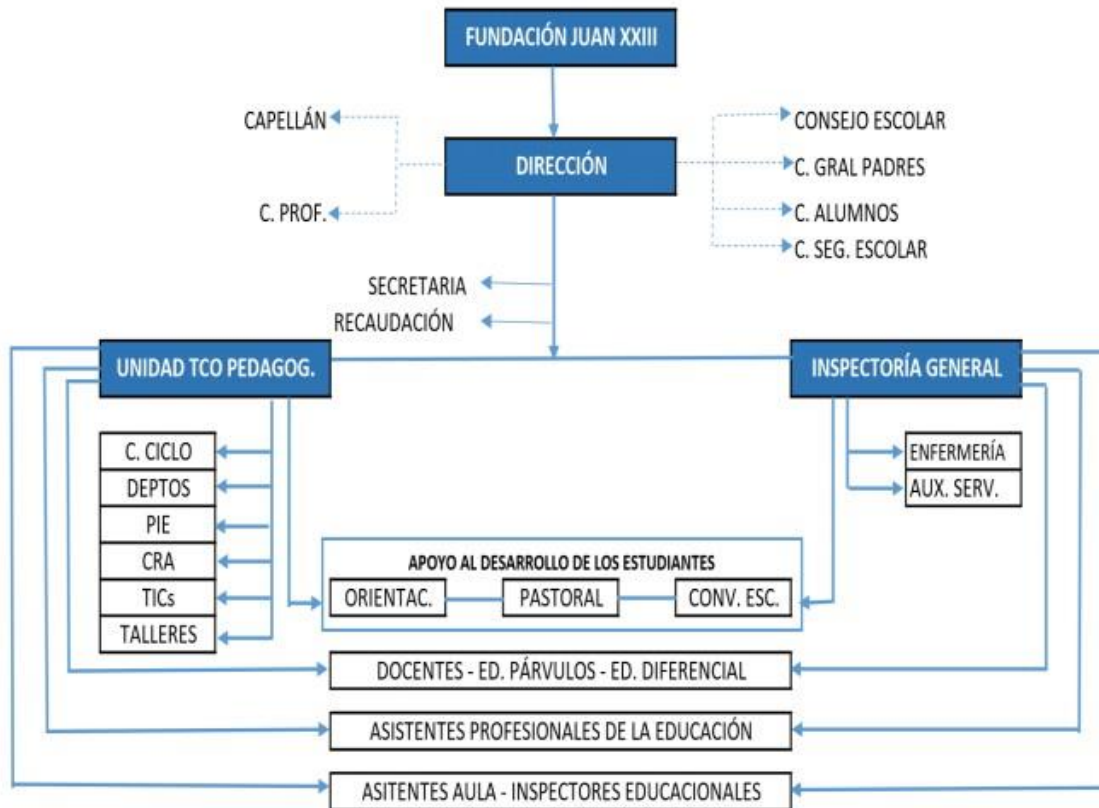 FUNDACIÓN JUAN XXIII
CAPELLÁN
CONSEJO ESCOLAR
DIRECCIÓN
C. GRAL PADRES
C. PROF.
C. ALUMNOS
C. SEG. ESCOLAR
SECRETARIA
RECAUDACIÓN
UNIDAD TCO PEDAGOG.
INSPECTORÍA GENERAL
C. CICLO
DEPTOS
PIE
CRA
TICs
TALLERES
ENFERMERÍA
AUX. SERV.
APOYO AL DESARROLLO DE LOS ESTUDIANTES
ORIENTAC.
PASTORAL
CONV. ESC.
DOCENTES - ED. PÁRVULOS - ED. DIFERENCIAL
ASISTENTES PROFESIONALES DE LA EDUCACIÓN
ASITENTES AULA - INSPECTORES EDUCACIONALES